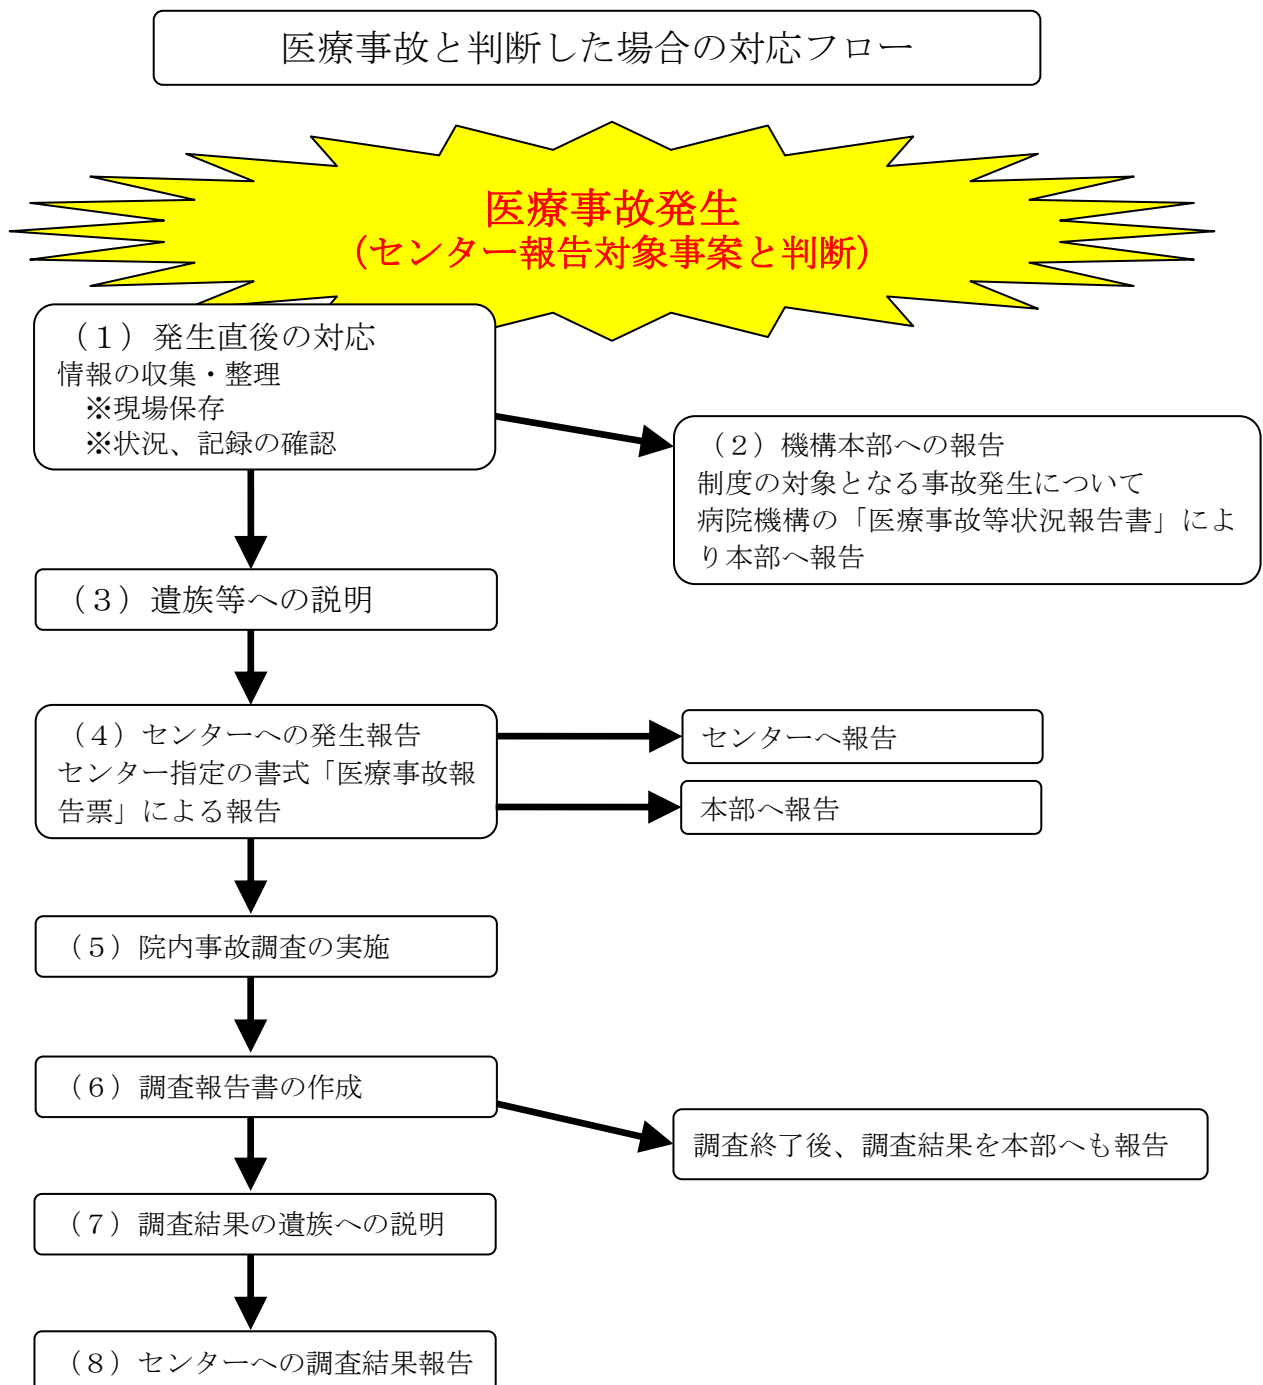 医療事故と判断した場合の対応フロー
医療事故発生
（センター報告対象事案と判断）
（１）発生直後の対応
情報の収集・整理
※現場保存
※状況、記録の確認
（２）機構本部への報告
制度の対象となる事故発生について
病院機構の「医療事故等状況報告書」によ
り本部へ報告
（３）遺族等への説明
（４）センターへの発生報告
センター指定の書式「医療事故報
告票」による報告
センターへ報告
本部へ報告
（５）院内事故調査の実施
（６）調査報告書の作成
調査終了後、調査結果を本部へも報告
（７）調査結果の遺族への説明
（８）センターへの調査結果報告